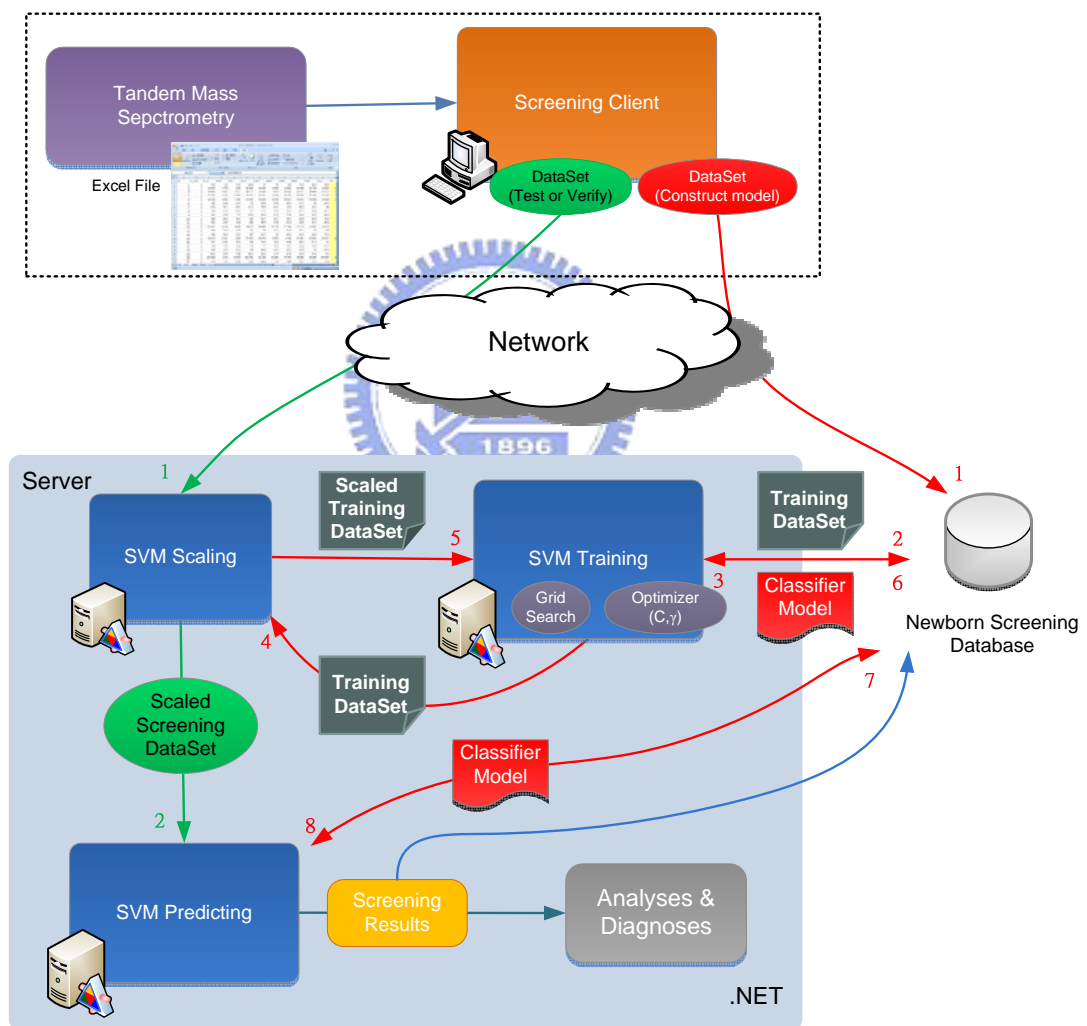 Tandem Mass
Sepctrometry
Screening Client
Excel File
DataSet
(Test or Verify)
DataSet
(Construct model)
Network
1896
Server
1
1
SVM Scaling
Scaled
Training
DataSet
5
SVM Training
Grid
Search
Optimizer
(C,γ)
3
Training
DataSet
2
6
Classifier
Model
Newborn Screening
Database
4
Training
DataSet
7
Scaled
Screening
DataSet
Classifier
Model
2
8
SVM Predicting
Screening
Results
Analyses &
Diagnoses
.NET